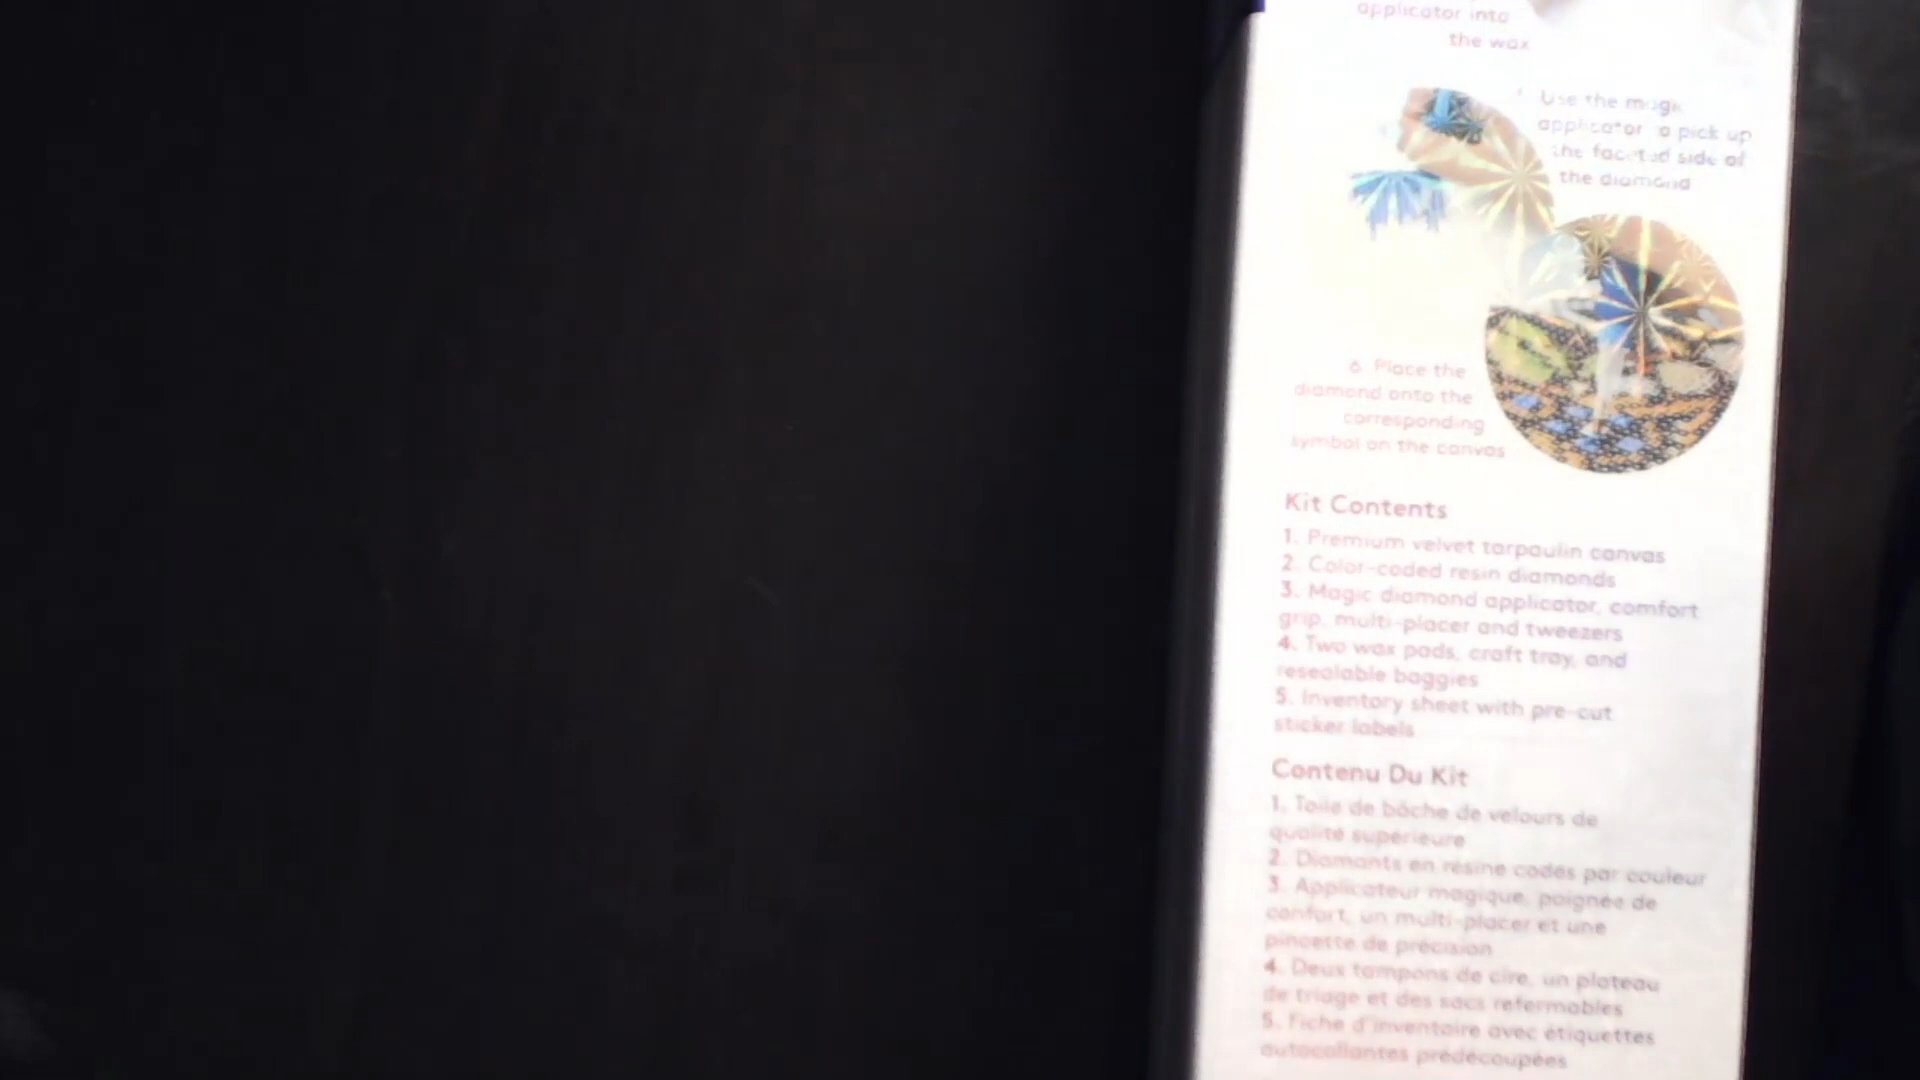 applicator into
the wax
Use the magic
applicator to pick up
the faceted side of
the diamond
6. Place the
diamond onto the
corresponding
symbol on the canvas
Kit Contents
1. Premium velvet tarpaulin canvas
2. Color-coded resin diamonds
3. Magic diamond applicator, comfort
grip, multi-placer and tweezers
4. Two wax pads, craft tray, and
resealable baggies
5. Inventory sheet with pre-cut
sticker labels
Contenu Du Kit
1. Toile de bâche de velours de
qualité supérieure
2. Diamants en résine codés par couleur
3. Applicateur magique, poignée de
confort, un multi-placer et une
pincette de précision
4. Deux tampons de cire, un plateau
de triage et des sacs refermables
5. Fiche d'inventaire avec étiquettes
autocollantes prédécoupées